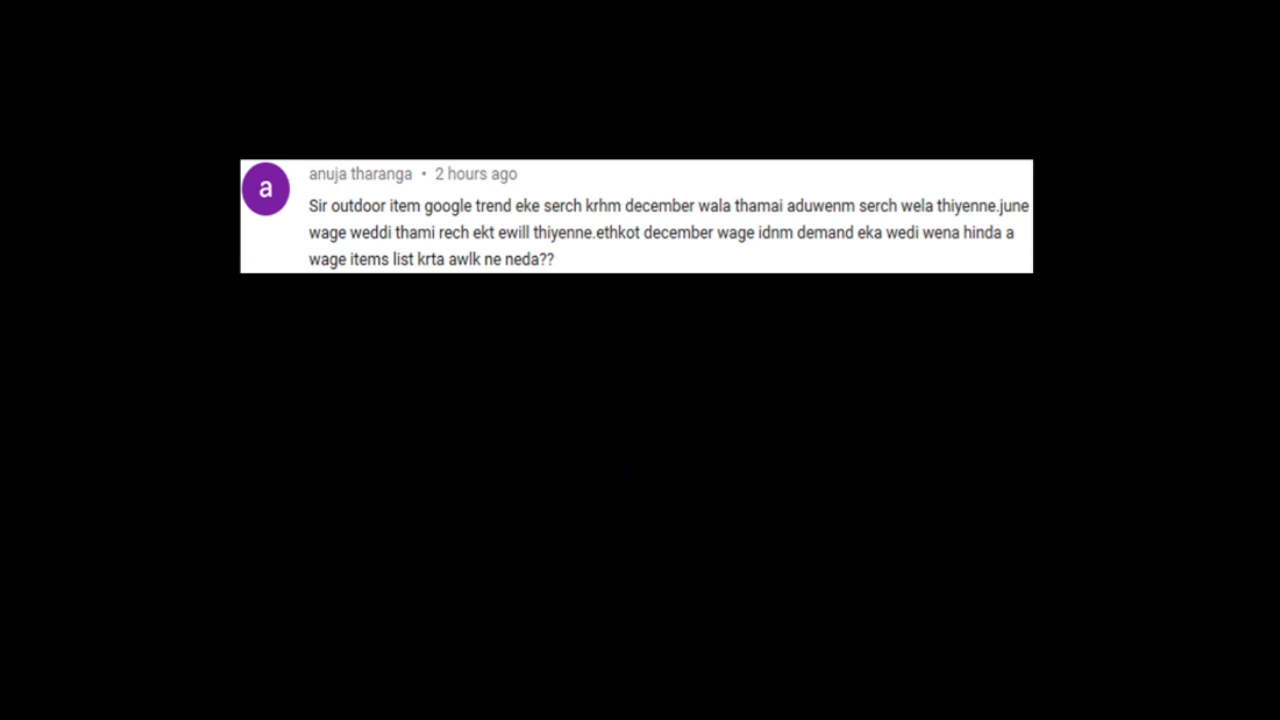 a
anuja tharanga • 2 hours ago
Sir outdoor item google trend eke serch krhm december wala thamai aduwenm serch wela thiyenne.june
wage weddi thami rech ekt ewill thiyenne.ethkot december wage idnm demand eka wedi wena hinda a
wage items list krta awlk ne neda??